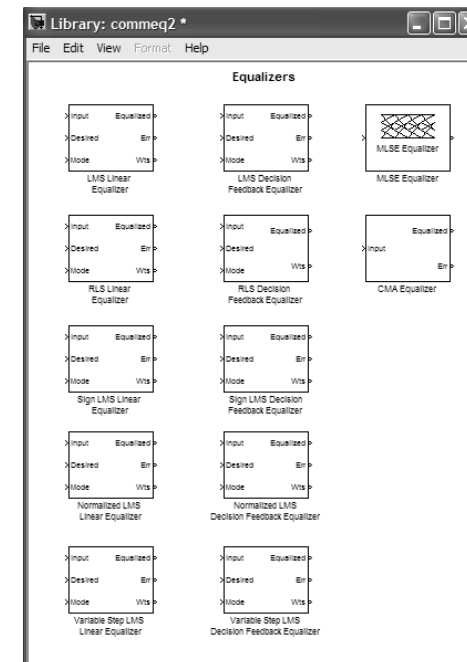 Library: commeq2 *
File Edit View Format Help
Equalizers
Input Equalized
Desired Err
Mode Wts
LMS Linear
Equalizer
Input Equalized
Desired Err
Mode Wts
LMS Decision
Feedback Equalizer
MLSE Equalizer
MLSE Equalizer
Input Equalized
Desired Err
Mode Wts
RLS Linear
Equalizer
Input Equalized
Desired
Mode Wts
RLS Decision
Feedback Equalizer
Equalized
Input
Err
CMA Equalizer
Input Equalized
Desired Err
Mode Wts
Sign LMS Linear
Equalizer
Input Equalized
Desired Err
Mode Wts
Sign LMS Decision
Feedback Equalizer
Input Equalized
Desired Err
Mode Wts
Normalized LMS
Linear Equalizer
Input Equalized
Desired Err
Mode Wts
Normalized LMS
Decision Feedback Equalizer
Input Equalized
Desired Err
Mode Wts
Variable Step LMS
Linear Equalizer
Input Equalized
Desired Err
Mode Wts
Variable Step LMS
Decision Feedback Equalizer